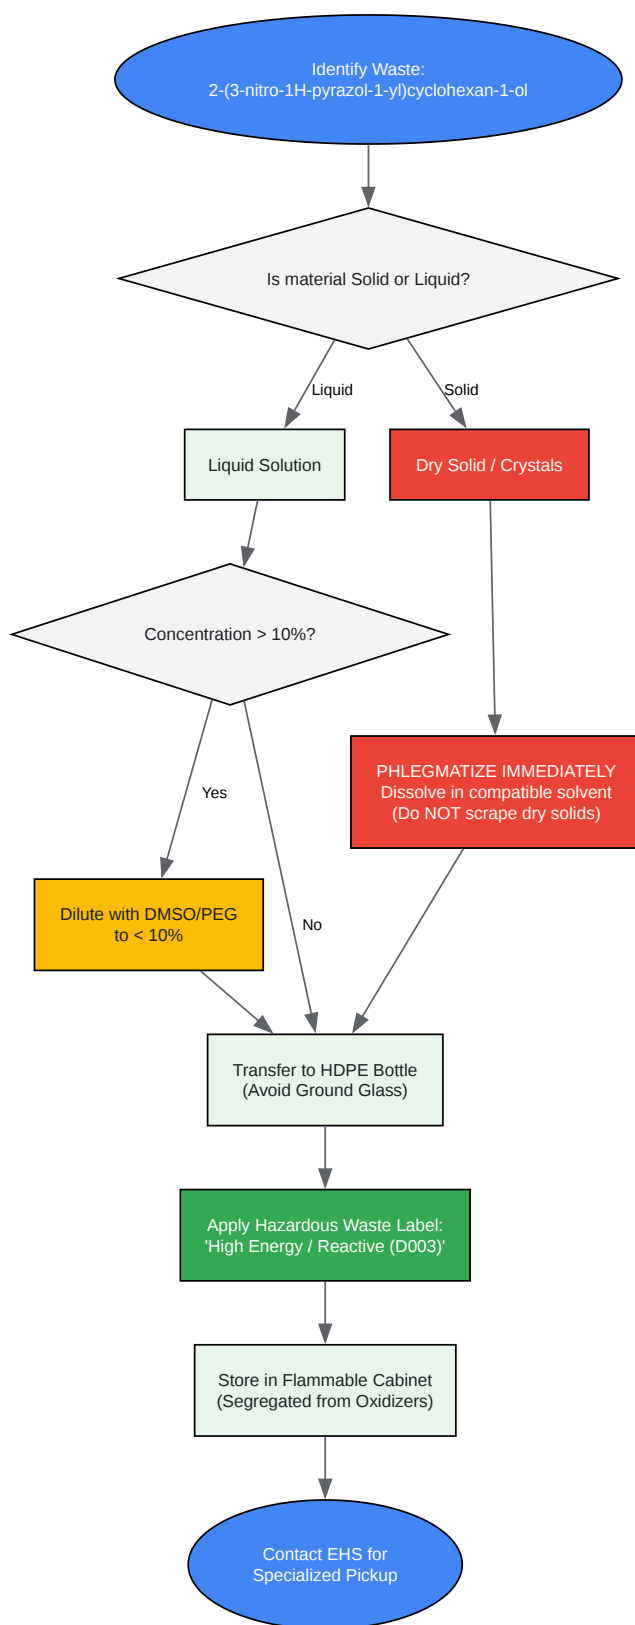 Identify Waste:
2-(3-nitro-1H-pyrazol-1-yl)cyclohexan-1-ol
Is material Solid or Liquid?
Liquid
Solid
Liquid Solution
Dry Solid / Crystals
Concentration > 10%?
PHLEGMATIZE IMMEDIATELY
Dissolve in compatible solvent
(Do NOT scrape dry solids)
Yes
Dilute with DMSO/PEG
to < 10%
No
Transfer to HDPE Bottle
(Avoid Ground Glass)
Apply Hazardous Waste Label:
'High Energy / Reactive (D003)'
Store in Flammable Cabinet
(Segregated from Oxidizers)
Contact EHS for
Specialized Pickup